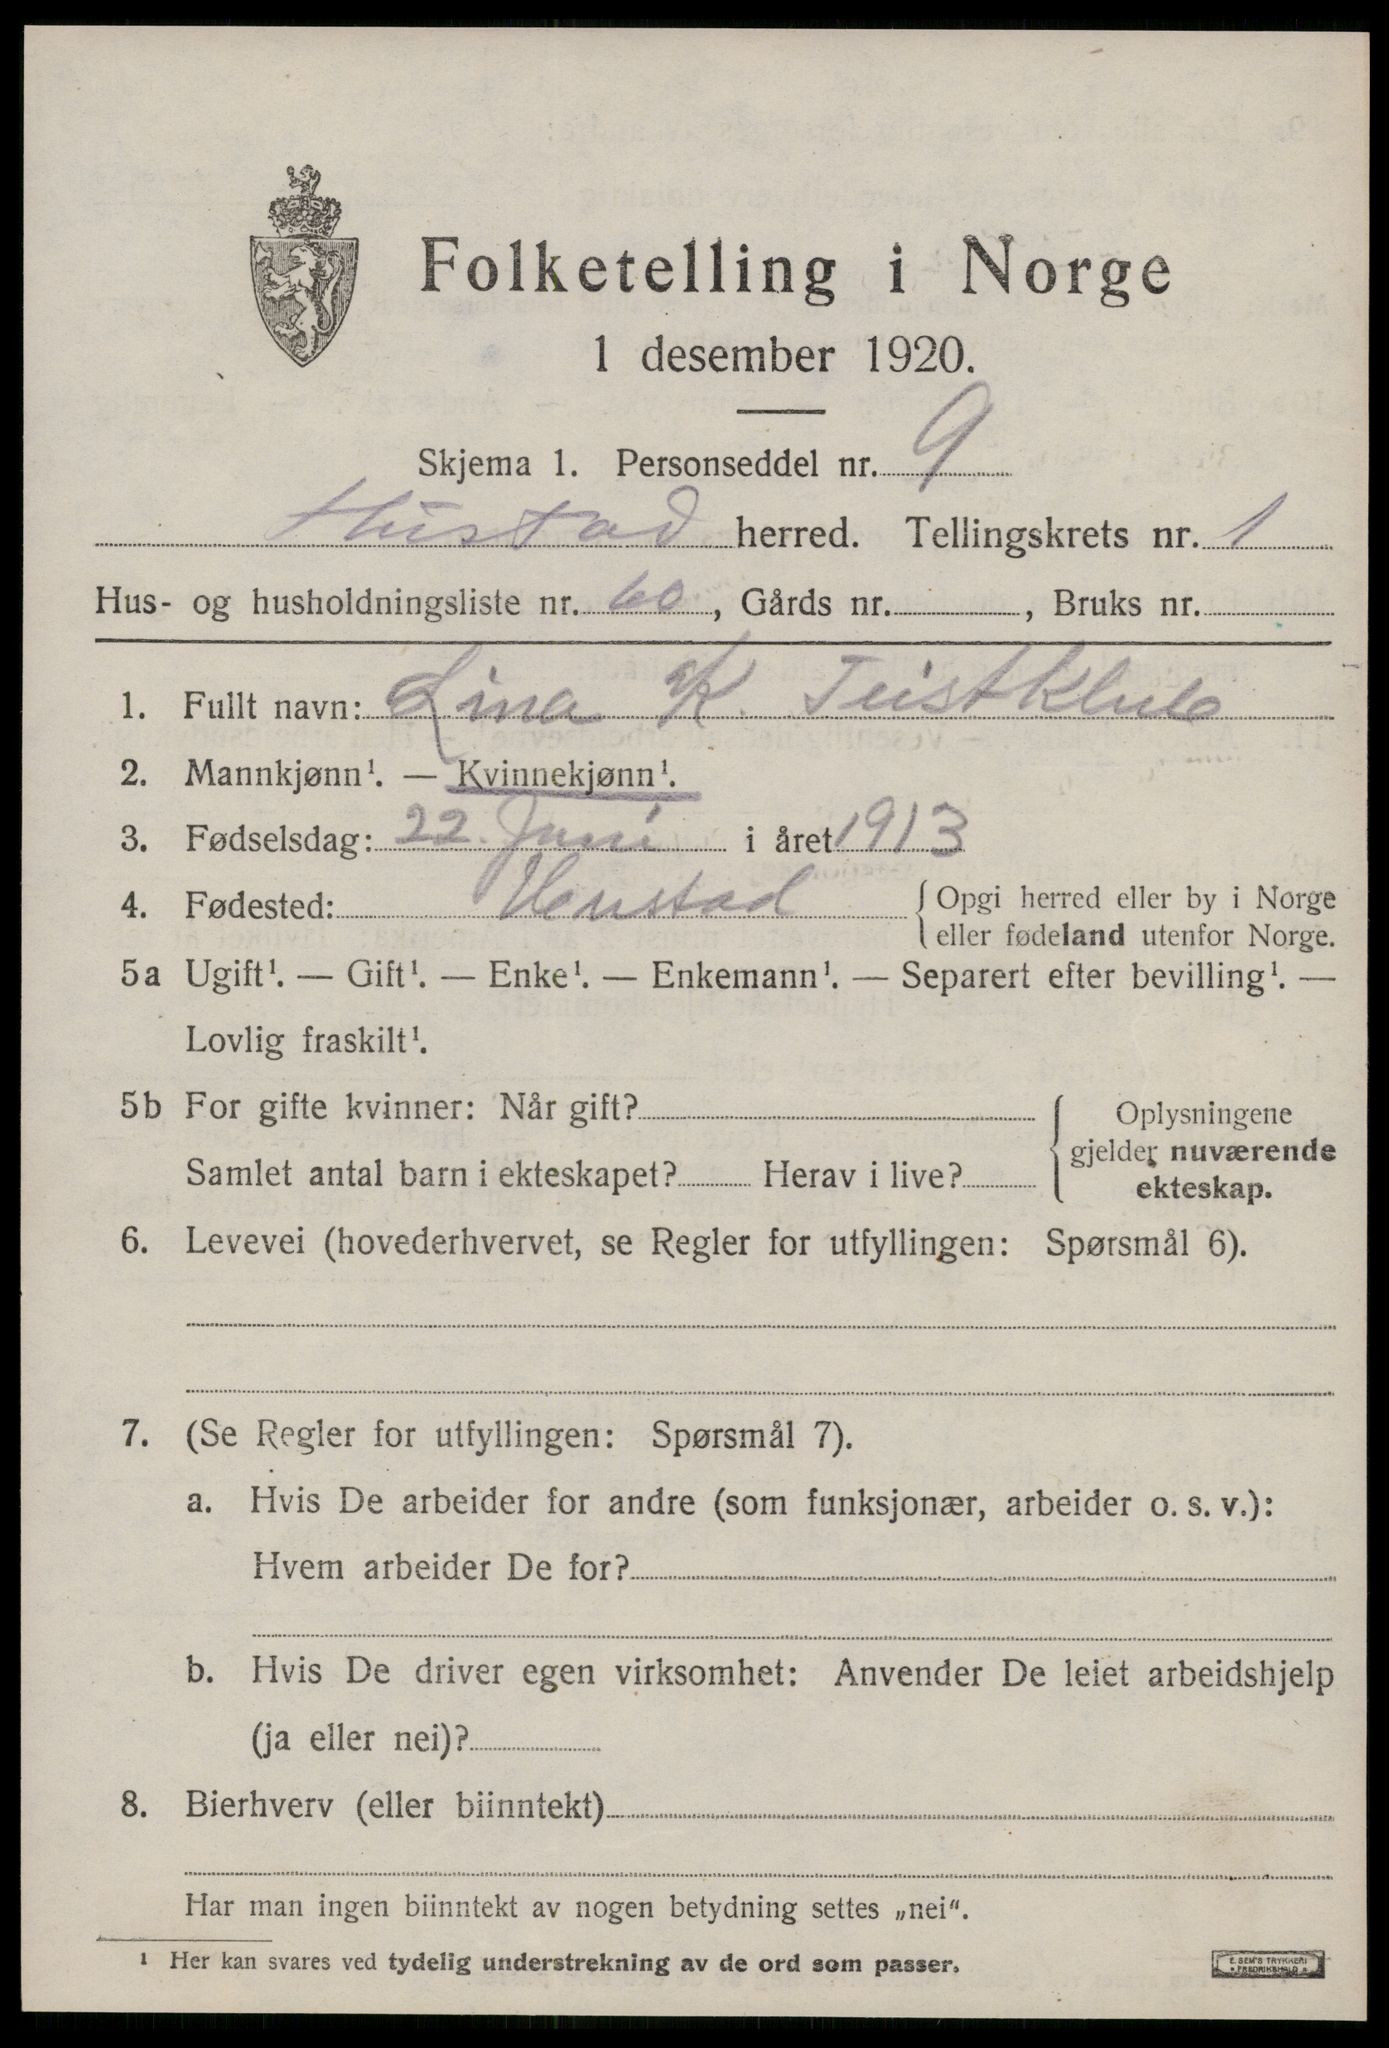 Folketelling i Norge
1 desember 1920.
Skjema 1. Personseddel nr. 9
Hustad herred. Tellingskrets nr. 1
Hus- og husholdningsliste nr. 60, Gårds nr. , Bruks nr.
1. Fullt navn: Lina K. Teistklub
2. Mannkjønn¹. — Kvinnekjønn¹.
3. Fødselsdag: 22. Juni i året 1913
4. Fødested: Hustad { Opgi herred eller by i Norge
eller fødeland utenfor Norge.
5a Ugift¹. — Gift¹. — Enke¹. — Enkemann¹. — Separert efter bevilling¹. —
Lovlig fraskilt¹.
5b For gifte kvinner: Når gift? { Oplysningene
gjelder nuværende
Samlet antal barn i ekteskapet? Herav i live? ekteskap.
6. Levevei (hovederhvervet, se Regler for utfyllingen: Spørsmål 6).
7. (Se Regler for utfyllingen: Spørsmål 7).
a. Hvis De arbeider for andre (som funksjonær, arbeider o. s. v.):
Hvem arbeider De for?
b. Hvis De driver egen virksomhet: Anvender De leiet arbeidshjelp
(ja eller nei)?
8. Bierhverv (eller biinntekt)
Har man ingen biinntekt av nogen betydning settes „nei“.
¹ Her kan svares ved tydelig understrekning av de ord som passer.
E. SEM'S TRYKKERI
FREDRIKSHALD